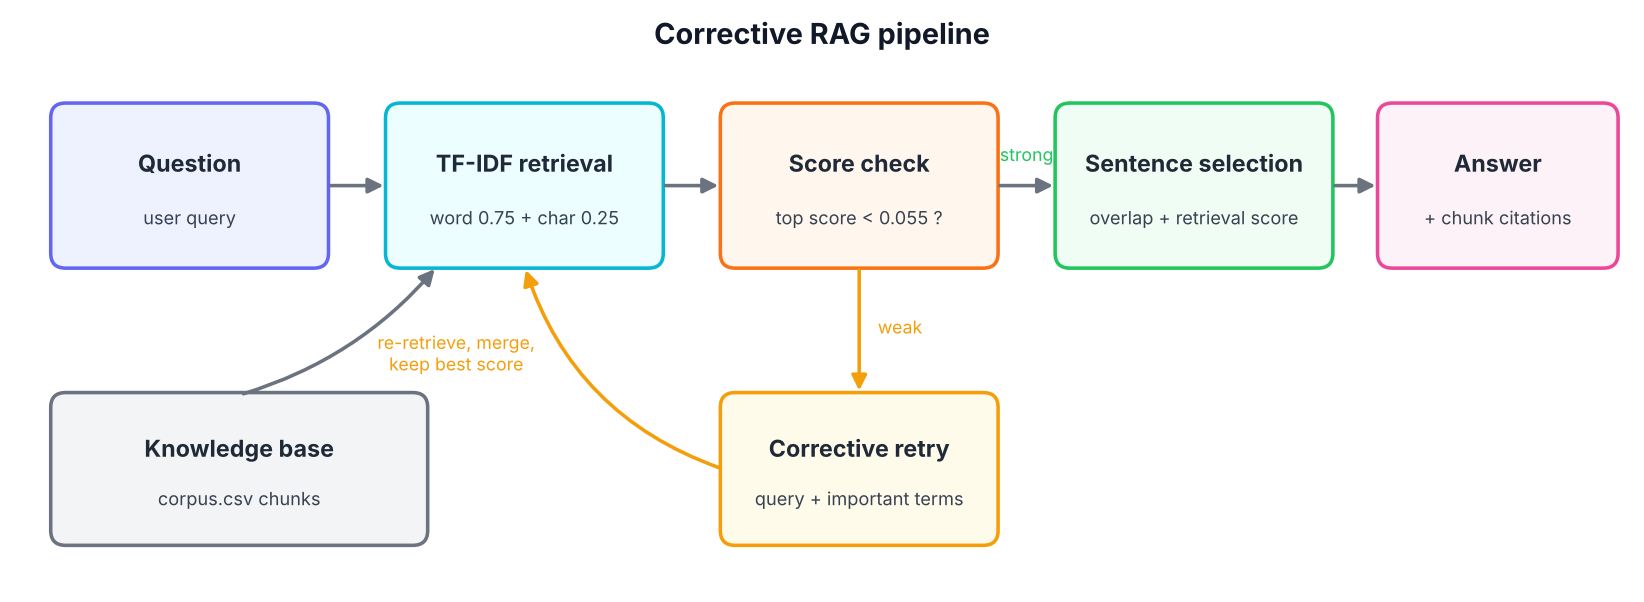 Corrective RAG pipeline
Question
user query
TF-IDF retrieval
word 0.75 + char 0.25
Score check
top score < 0.055 ?
strong
Sentence selection
overlap + retrieval score
Answer
+ chunk citations
weak
re-retrieve, merge,
keep best score
Knowledge base
corpus.csv chunks
Corrective retry
query + important terms